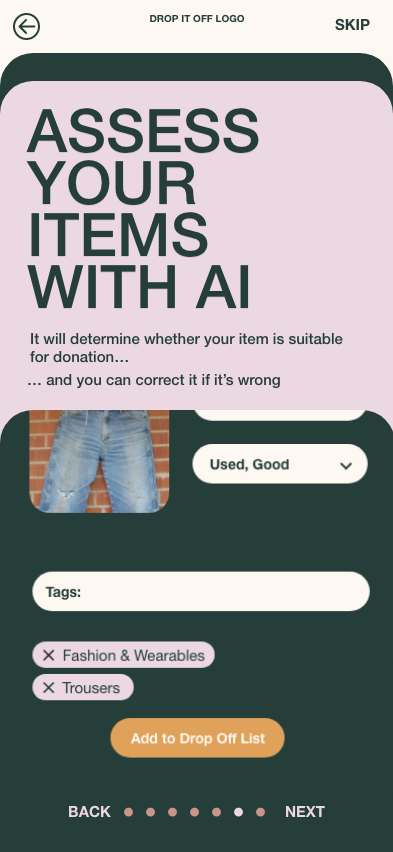 DROP IT OFF LOGO
SKIP
ASSESS
YOUR
ITEMS
WITH AI
It will determine whether your item is suitable
for donation…
… and you can correct it if it’s wrong
Used, Good
Tags:
Fashion & Wearables
Trousers
Add to Drop Off List
BACK
NEXT